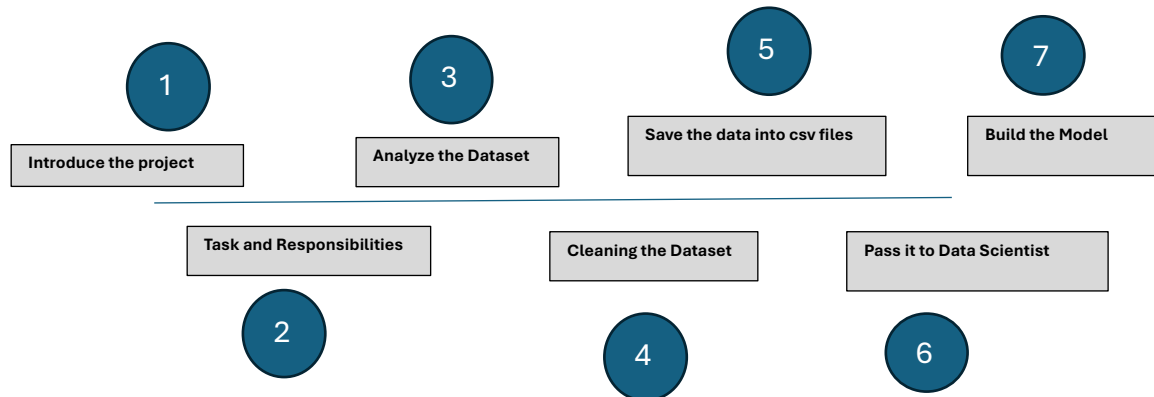 1
Introduce the project
2
Task and Responsibilities
3
Analyze the Dataset
4
Cleaning the Dataset
5
Save the data into csv files
6
Pass it to Data Scientist
7
Build the Model